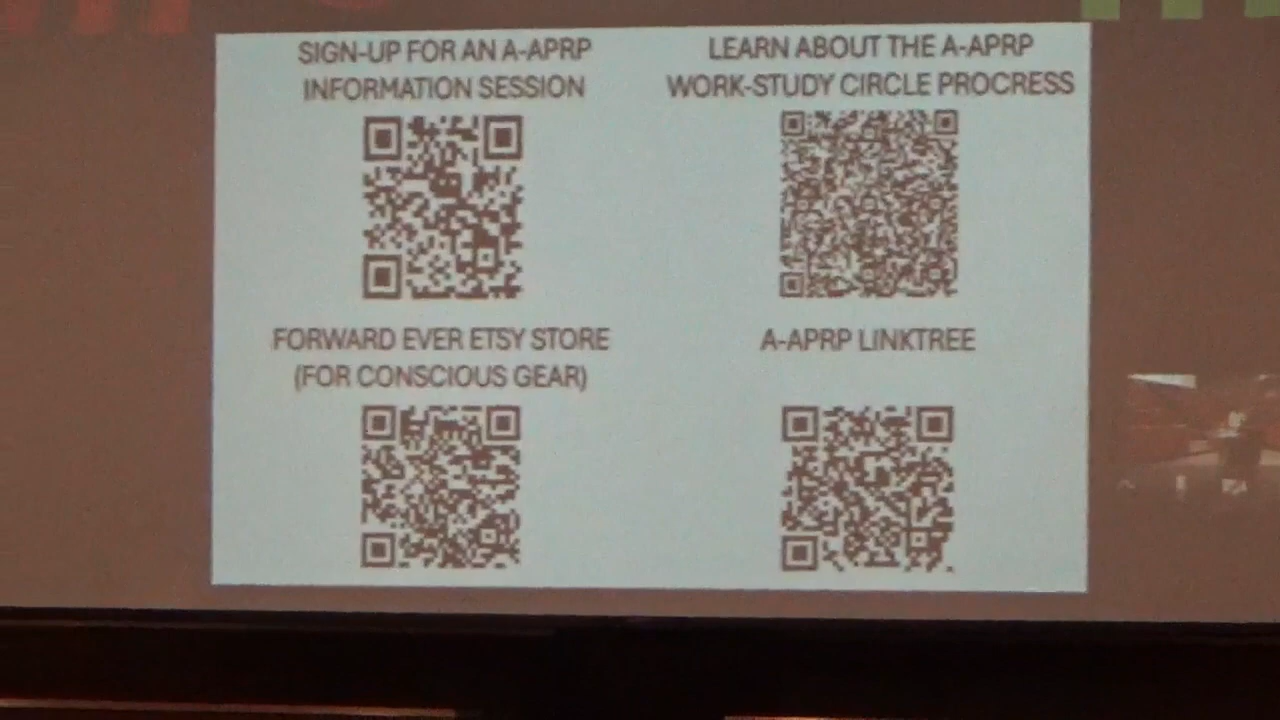 SIGN-UP FOR AN A-APRP
INFORMATION SESSION
LEARN ABOUT THE A-APRP
WORK-STUDY CIRCLE PROCRESS
FORWARD EVER ETSY STORE
(FOR CONSCIOUS GEAR)
A-APRP LINKTREE